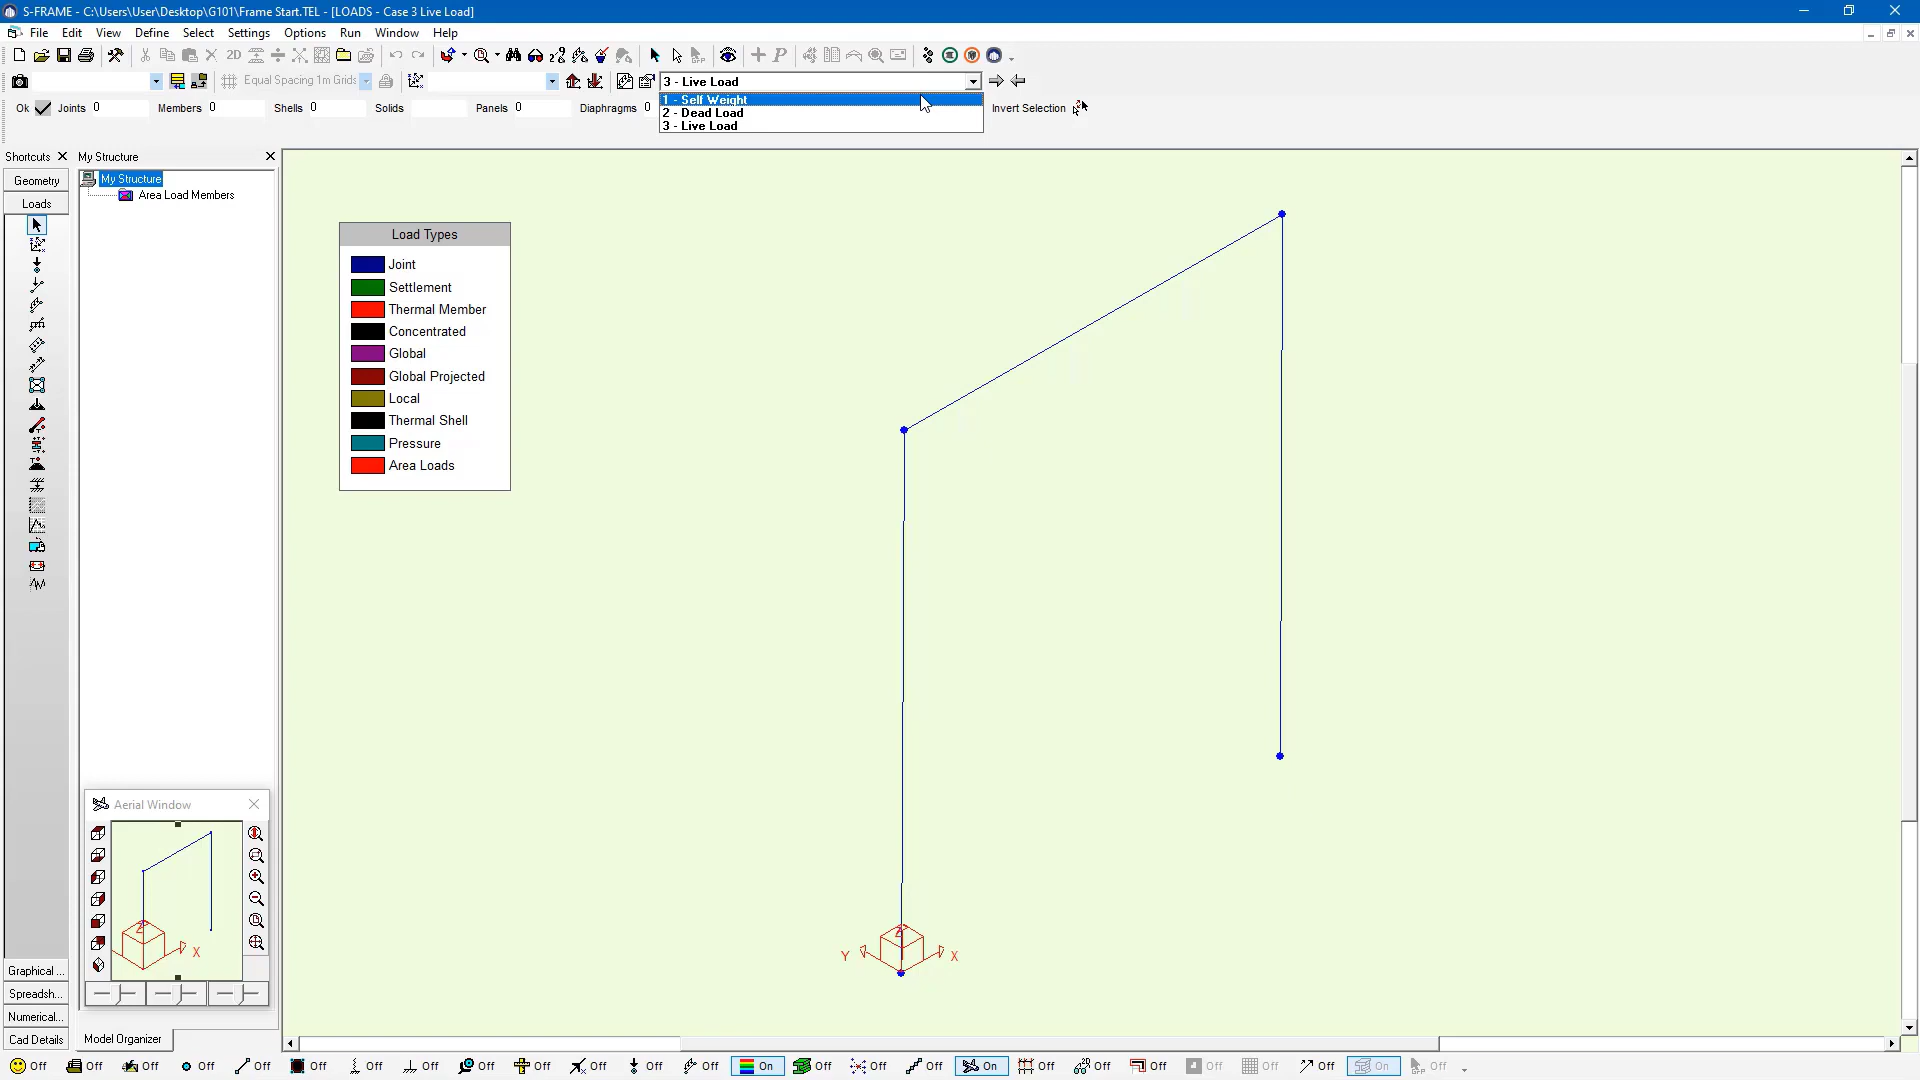 S-FRAME - C:\Users\User\Desktop\G101\Frame Start.TEL - [LOADS - Case 3 Live Load]
File Edit View Define Select Settings Options Run Window Help
2D
Equal Spacing 1m Grids
3 - Live Load
1 - Self Weight
2 - Dead Load
3 - Live Load
Ok Joints 0 Members 0 Shells 0 Solids Panels 0 Diaphragms 0 Invert Selection
Shortcuts
My Structure
Geometry
Loads
My Structure
Area Load Members
Load Types
Joint
Settlement
Thermal Member
Concentrated
Global
Global Projected
Local
Thermal Shell
Pressure
Area Loads
Aerial Window
Z
X
Z
Y X
Graphical ...
Spreadsh...
Numerical...
Cad Details
Model Organizer
Off Off Off Off Off Off Off Off Off Off Off Off Off On Off Off Off On Off Off Off Off Off Off On Off